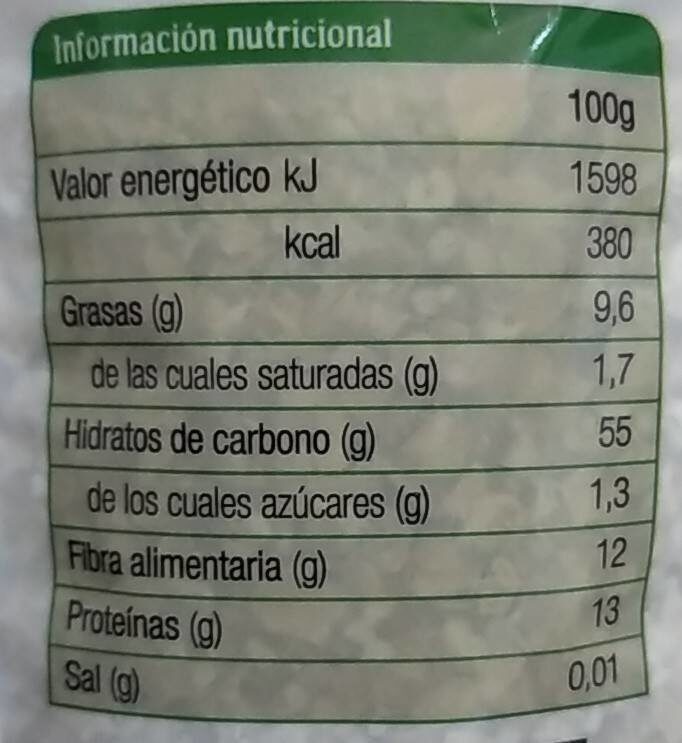 Información nutricional
100g
Valor energético kJ 1598
kcal 380
Grasas (g) 9,6
de las cuales saturadas (g) 1,7
Hidratos de carbono (g) 55
de los cuales azúcares (g) 1,3
Fibra alimentaria (g) 12
Proteínas (g) 13
Sal (g) 0,01